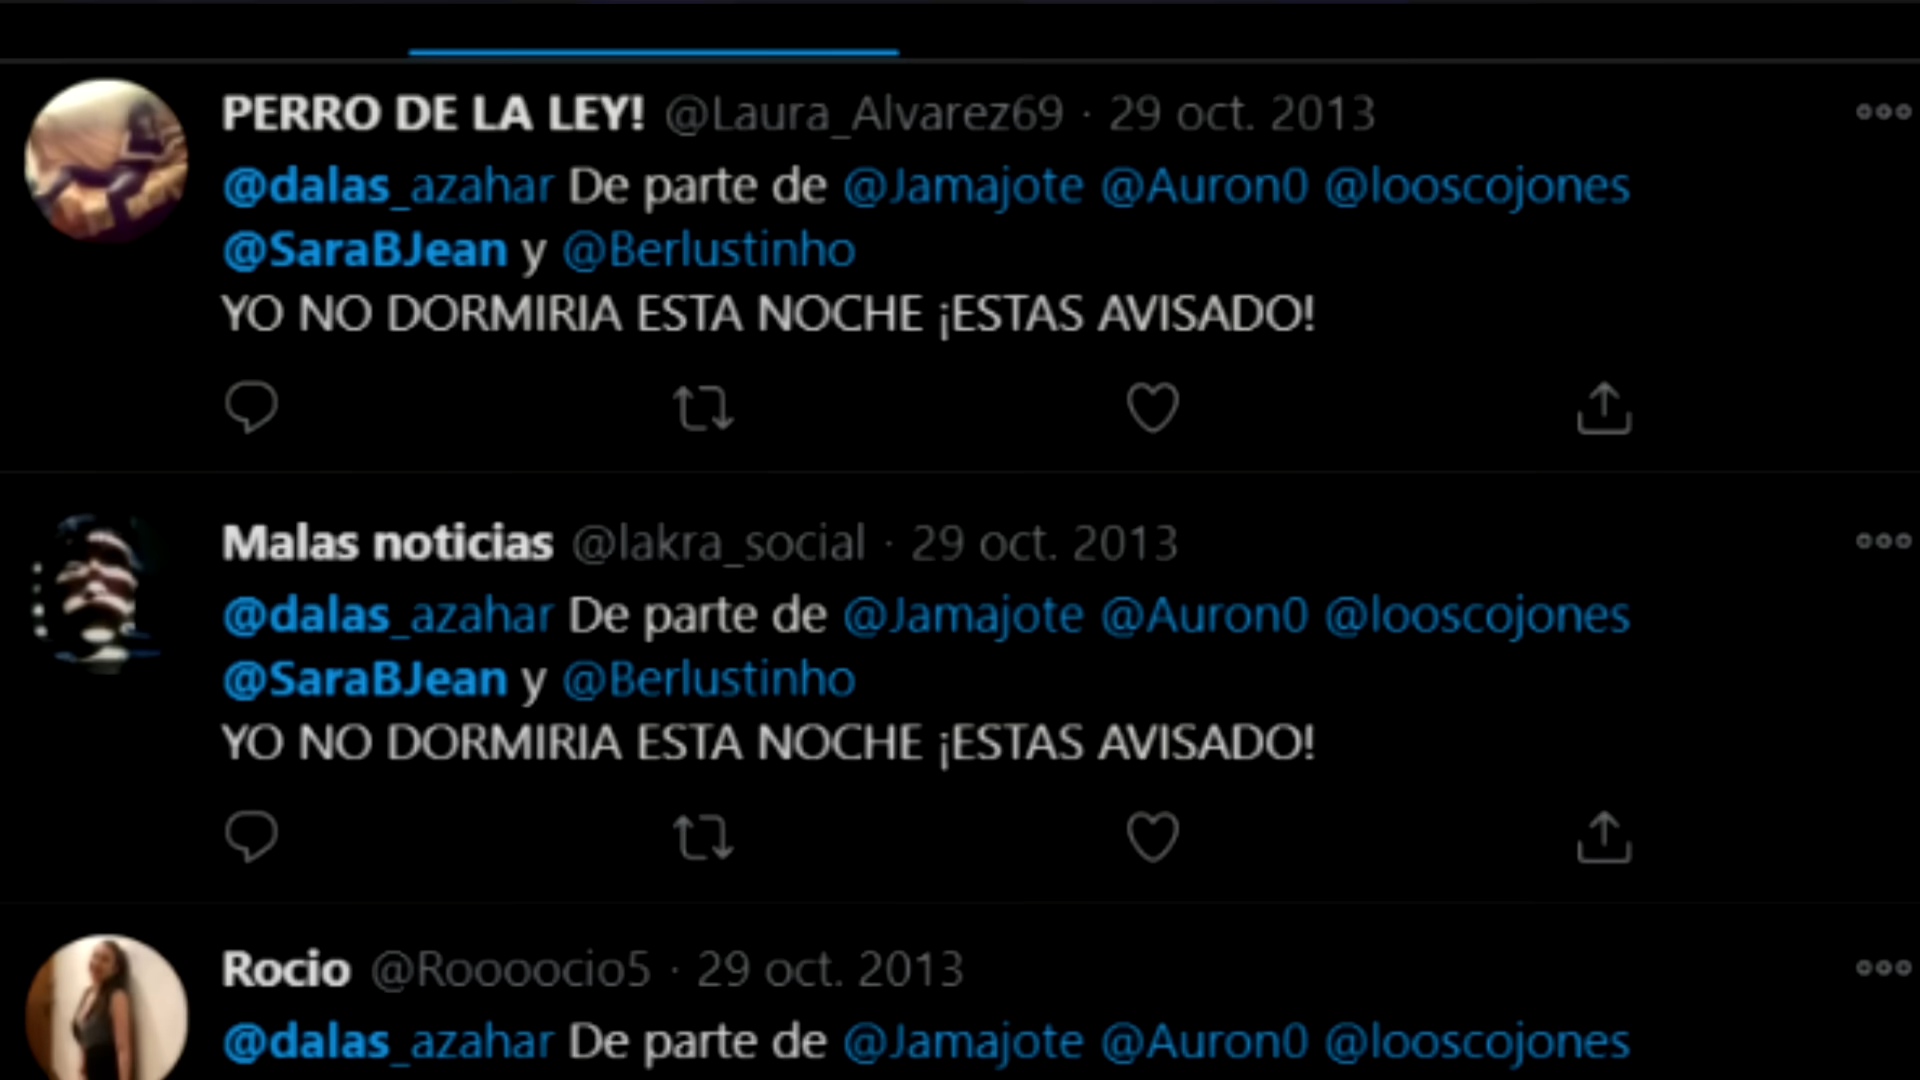 PERRO DE LA LEY! @Laura_Alvarez69 · 29 oct. 2013
@dalas_azahar De parte de @Jamajote @Auron0 @looscojones
@SaraBJean y @Berlustinho
YO NO DORMIRIA ESTA NOCHE ¡ESTAS AVISADO!
Malas noticias @lakra_social · 29 oct. 2013
@dalas_azahar De parte de @Jamajote @Auron0 @looscojones
@SaraBJean y @Berlustinho
YO NO DORMIRIA ESTA NOCHE ¡ESTAS AVISADO!
Rocio @Roooocio5 · 29 oct. 2013
@dalas_azahar De parte de @Jamajote @Auron0 @looscojones